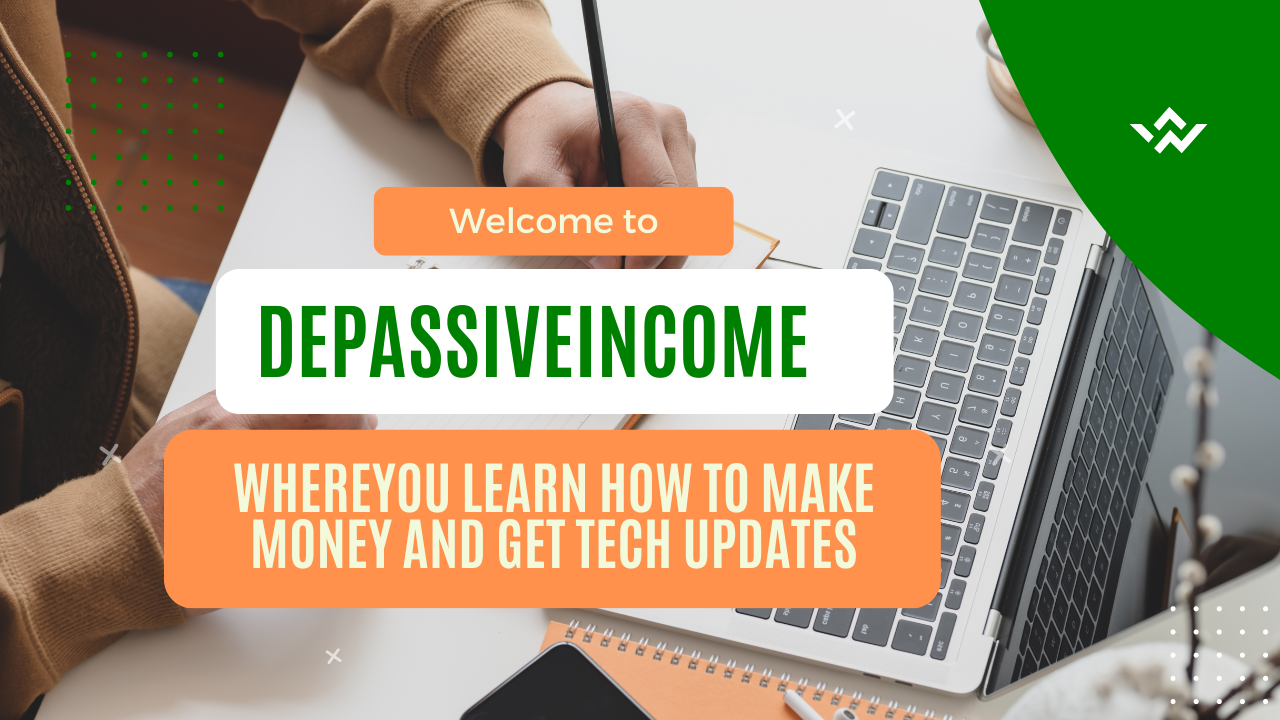 Welcome to
DEPASSIVEINCOME
WHEREYOU LEARN HOW TO MAKE
MONEY AND GET TECH UPDATES